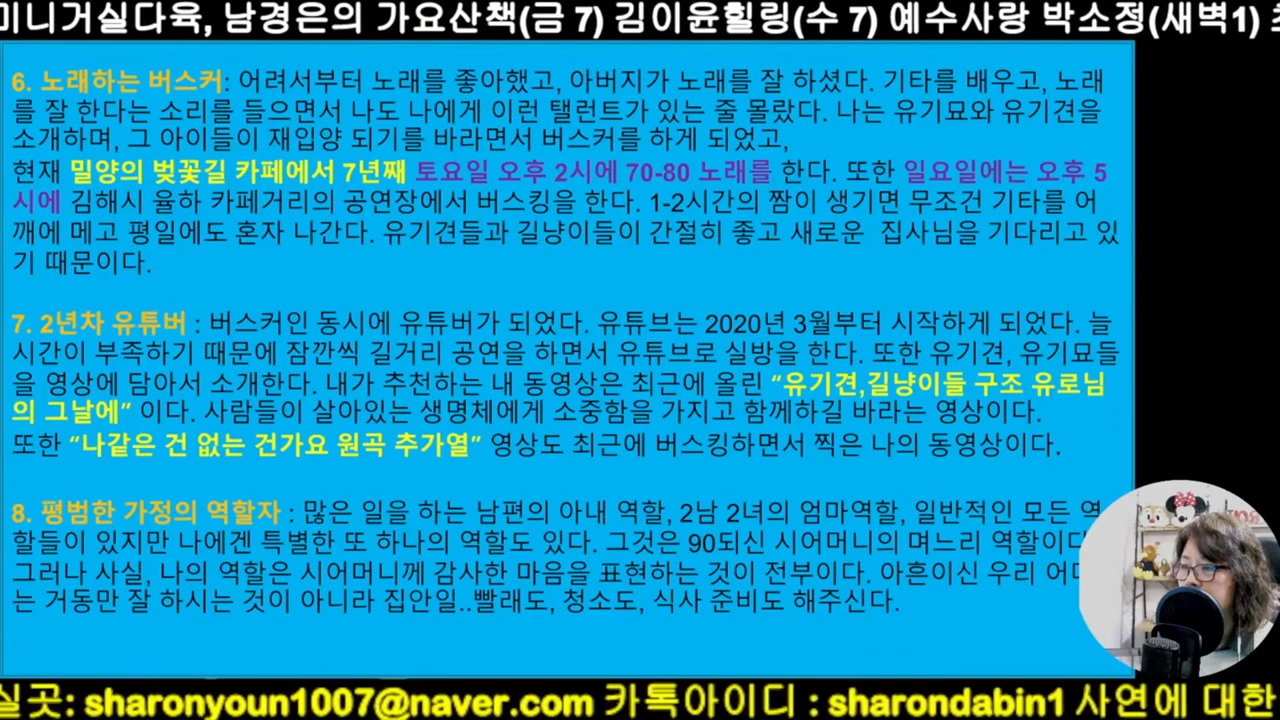 미니거실다육, 남경은의 가요산책(금 7) 김이윤힐링(수 7) 예수사랑 박소정(새벽1)
6. 노래하는 버스커: 어려서부터 노래를 좋아했고, 아버지가 노래를 잘 하셨다. 기타를 배우고, 노래
를 잘 한다는 소리를 들으면서 나도 나에게 이런 탤런트가 있는 줄 몰랐다. 나는 유기묘와 유기견을
소개하며, 그 아이들이 재입양 되기를 바라면서 버스커를 하게 되었고,
현재 밀양의 벚꽃길 카페에서 7년째 토요일 오후 2시에 70-80 노래를 한다. 또한 일요일에는 오후 5
시에 김해시 율하 카페거리의 공연장에서 버스킹을 한다. 1-2시간의 짬이 생기면 무조건 기타를 어
깨에 메고 평일에도 혼자 나간다. 유기견들과 길냥이들이 간절히 좋고 새로운 집사님을 기다리고 있
기 때문이다.
7. 2년차 유튜버 : 버스커인 동시에 유튜버가 되었다. 유튜브는 2020년 3월부터 시작하게 되었다. 늘
시간이 부족하기 때문에 잠깐씩 길거리 공연을 하면서 유튜브로 실방을 한다. 또한 유기견, 유기묘들
을 영상에 담아서 소개한다. 내가 추천하는 내 동영상은 최근에 올린 “유기견,길냥이들 구조 유로님
의 그날에” 이다. 사람들이 살아있는 생명체에게 소중함을 가지고 함께하길 바라는 영상이다.
또한 “나같은 건 없는 건가요 원곡 추가열” 영상도 최근에 버스킹하면서 찍은 나의 동영상이다.
8. 평범한 가정의 역할자 : 많은 일을 하는 남편의 아내 역할, 2남 2녀의 엄마역할, 일반적인 모든 역
할들이 있지만 나에겐 특별한 또 하나의 역할도 있다. 그것은 90되신 시어머니의 며느리 역할이다
그러나 사실, 나의 역할은 시어머니께 감사한 마음을 표현하는 것이 전부이다. 아흔이신 우리
는 거동만 잘 하시는 것이 아니라 집안일..빨래도, 청소도, 식사 준비도 해주신다.
실곳: sharonyoun1007@naver.com 카톡아이디 : sharondabin1 사연에 대한